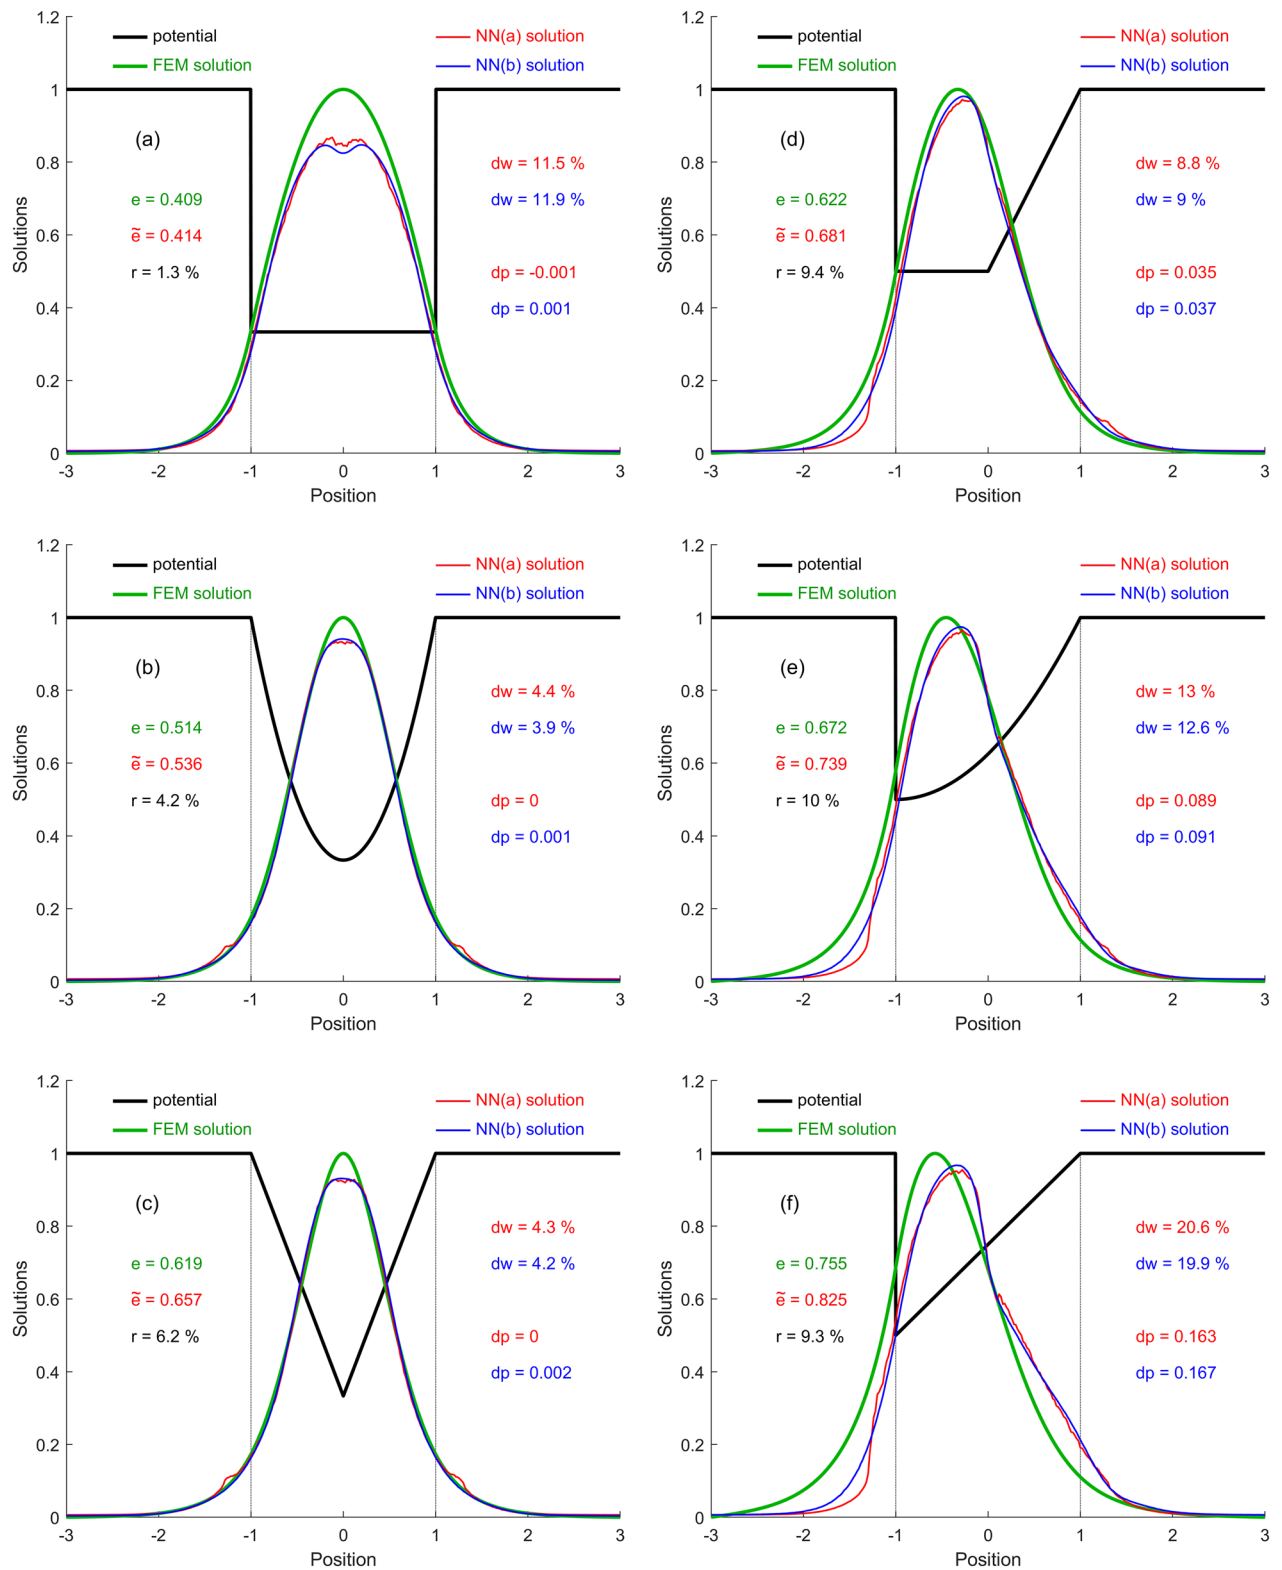 1.2
potential
NN(a) solution
FEM solution
NN(b) solution
1
(a)
0.8
dw = 11.5 %
e = 0.409
dw = 11.9 %
0.6
ẽ = 0.414
Solutions
r = 1.3 %
dp = -0.001
0.4
dp = 0.001
0.2
0
-3 -2 -1 0 1 2 3
Position
1.2
potential
NN(a) solution
FEM solution
NN(b) solution
1
(d)
0.8
dw = 8.8 %
e = 0.622
dw = 9 %
0.6
ẽ = 0.681
Solutions
r = 9.4 %
dp = 0.035
0.4
dp = 0.037
0.2
0
-3 -2 -1 0 1 2 3
Position
1.2
potential
NN(a) solution
FEM solution
NN(b) solution
1
(b)
0.8
dw = 4.4 %
e = 0.514
dw = 3.9 %
0.6
ẽ = 0.536
Solutions
r = 4.2 %
dp = 0
0.4
dp = 0.001
0.2
0
-3 -2 -1 0 1 2 3
Position
1.2
potential
NN(a) solution
FEM solution
NN(b) solution
1
(e)
0.8
dw = 13 %
e = 0.672
dw = 12.6 %
0.6
ẽ = 0.739
Solutions
r = 10 %
dp = 0.089
0.4
dp = 0.091
0.2
0
-3 -2 -1 0 1 2 3
Position
1.2
potential
NN(a) solution
FEM solution
NN(b) solution
1
(c)
0.8
dw = 4.3 %
e = 0.619
dw = 4.2 %
0.6
ẽ = 0.657
Solutions
r = 6.2 %
dp = 0
0.4
dp = 0.002
0.2
0
-3 -2 -1 0 1 2 3
Position
1.2
potential
NN(a) solution
FEM solution
NN(b) solution
1
(f)
0.8
dw = 20.6 %
e = 0.755
dw = 19.9 %
0.6
ẽ = 0.825
Solutions
r = 9.3 %
dp = 0.163
0.4
dp = 0.167
0.2
0
-3 -2 -1 0 1 2 3
Position